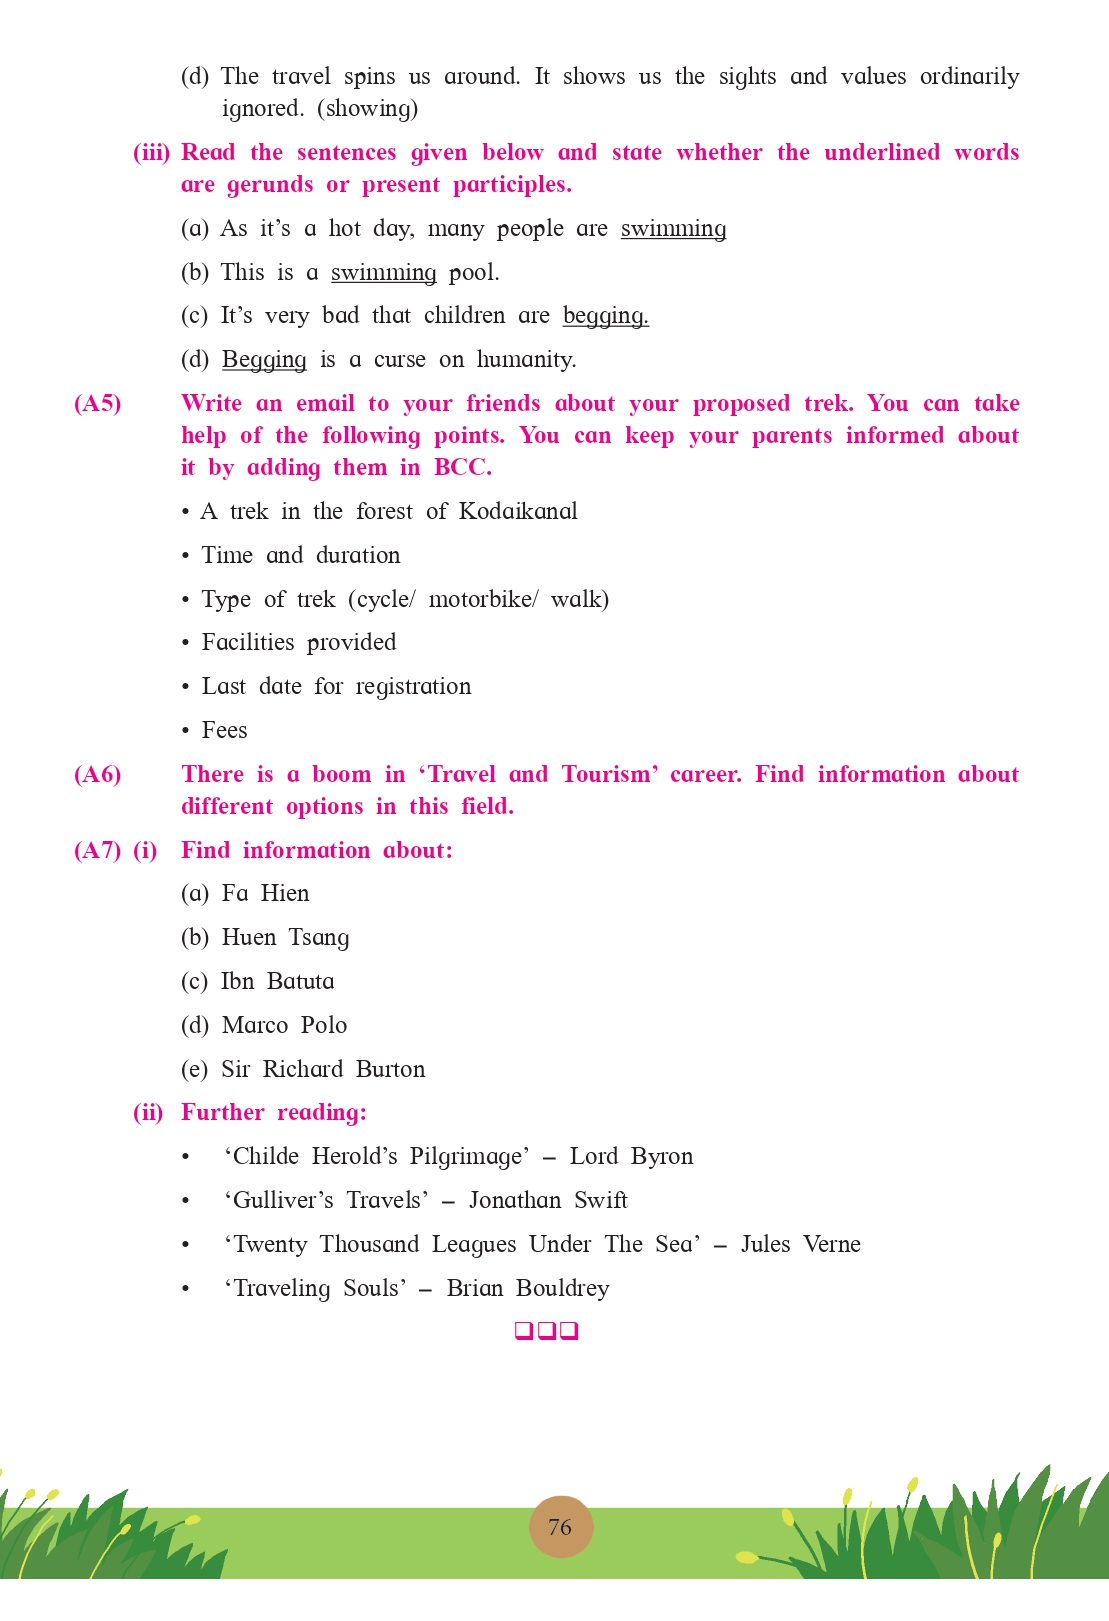 (d) The travel spins us around. It shows us the sights and values ordinarily
ignored. (showing)
(iii) Read the sentences given below and state whether the underlined words
are gerunds or present participles.
(a) As it’s a hot day, many people are swimming
(b) This is a swimming pool.
(c) It’s very bad that children are begging.
(d) Begging is a curse on humanity.
(A5) Write an email to your friends about your proposed trek. You can take
help of the following points. You can keep your parents informed about
it by adding them in BCC.
• A trek in the forest of Kodaikanal
• Time and duration
• Type of trek (cycle/ motorbike/ walk)
• Facilities provided
• Last date for registration
• Fees
(A6) There is a boom in ‘Travel and Tourism’ career. Find information about
different options in this field.
(A7) (i) Find information about:
(a) Fa Hien
(b) Huen Tsang
(c) Ibn Batuta
(d) Marco Polo
(e) Sir Richard Burton
(ii) Further reading:
• ‘Childe Herold’s Pilgrimage’ – Lord Byron
• ‘Gulliver’s Travels’ – Jonathan Swift
• ‘Twenty Thousand Leagues Under The Sea’ – Jules Verne
• ‘Traveling Souls’ – Brian Bouldrey
❑❑❑
76